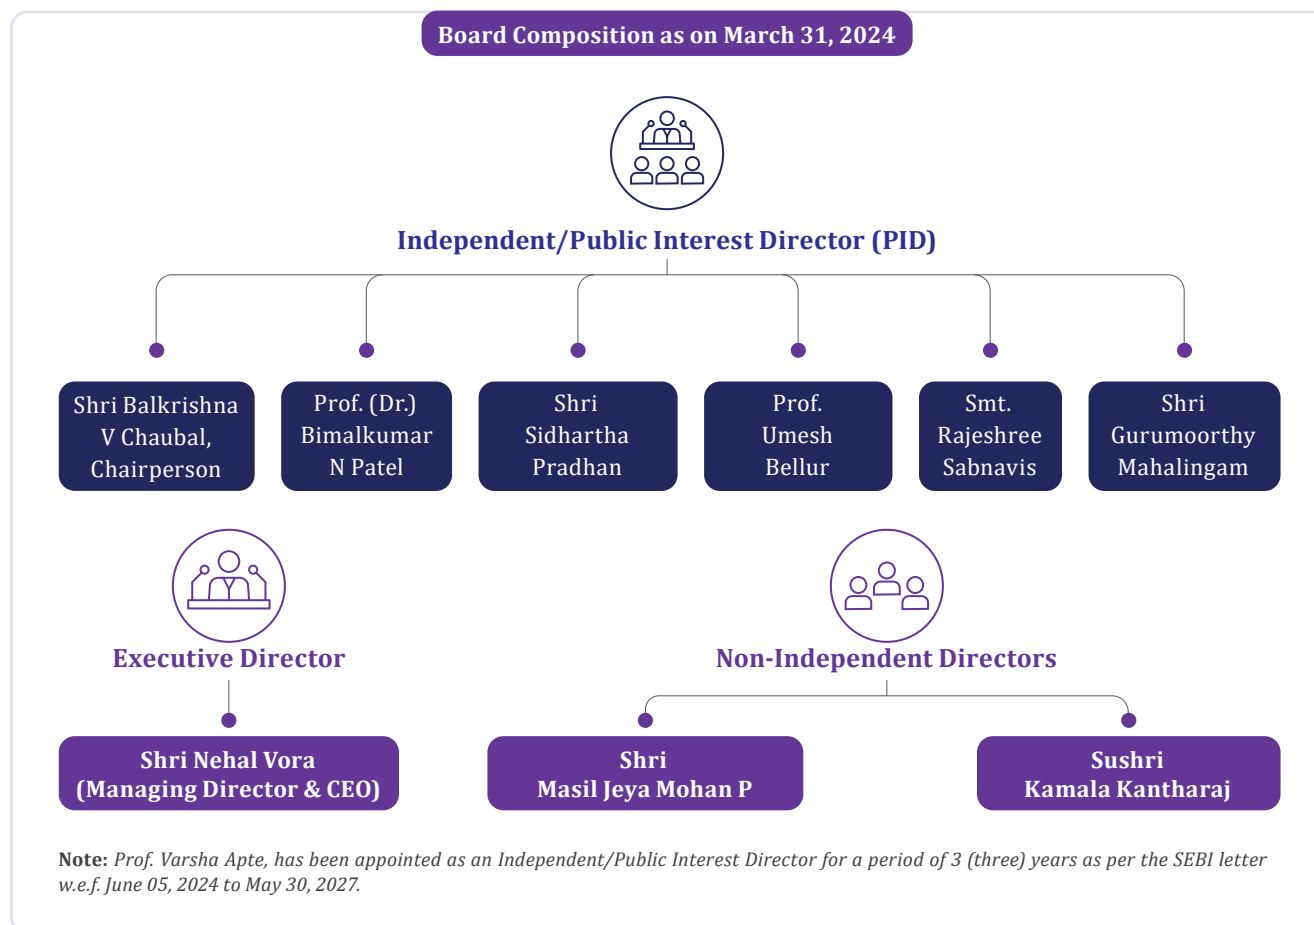 Board Composition as on March 31, 2024
Independent/Public Interest Director (PID)
Shri Balkrishna
V Chaubal,
Chairperson
Prof. (Dr.)
Bimalkumar
N Patel
Shri
Sidhartha
Pradhan
Prof.
Umesh
Bellur
Smt.
Rajeshree
Sabnavis
Shri
Gurumoorthy
Mahalingam
Executive Director
Shri Nehal Vora
(Managing Director & CEO)
Non-Independent Directors
Shri
Masil Jeya Mohan P
Sushri
Kamala Kantharaj
Note: Prof. Varsha Apte, has been appointed as an Independent/Public Interest Director for a period of 3 (three) years as per the SEBI letter
w.e.f. June 05, 2024 to May 30, 2027.